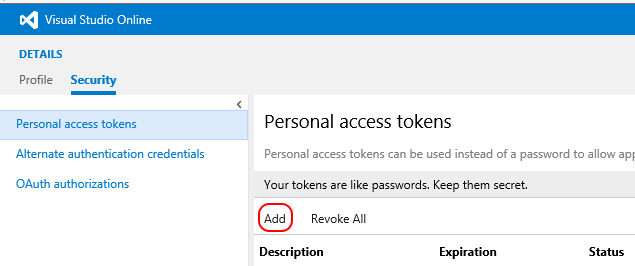 Visual Studio Online
DETAILS
Profile Security
Personal access tokens
Alternate authentication credentials
OAuth authorizations
Personal access tokens
Personal access tokens can be used instead of a password to allow app
Your tokens are like passwords. Keep them secret.
Add Revoke All
Description Expiration Status